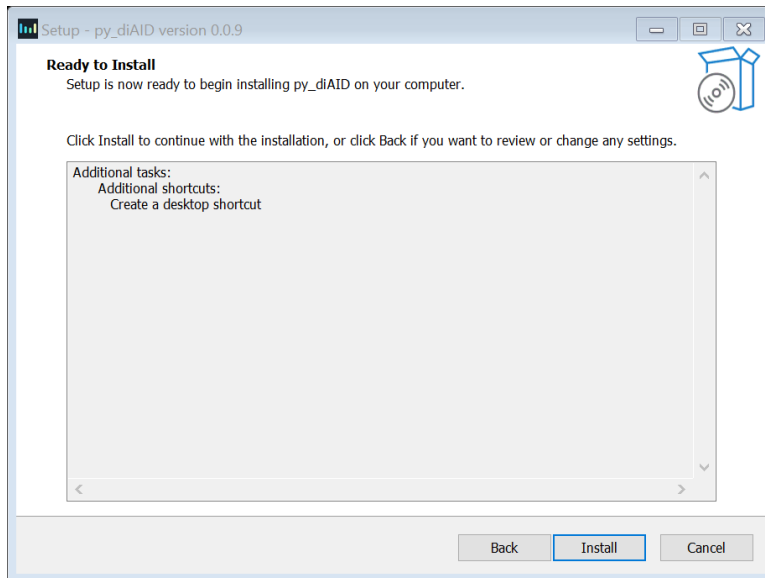 Setup - py_diAID version 0.0.9
Ready to Install
Setup is now ready to begin installing py_diAID on your computer.
Click Install to continue with the installation, or click Back if you want to review or change any settings.
Additional tasks:
Additional shortcuts:
Create a desktop shortcut
Back
Install
Cancel